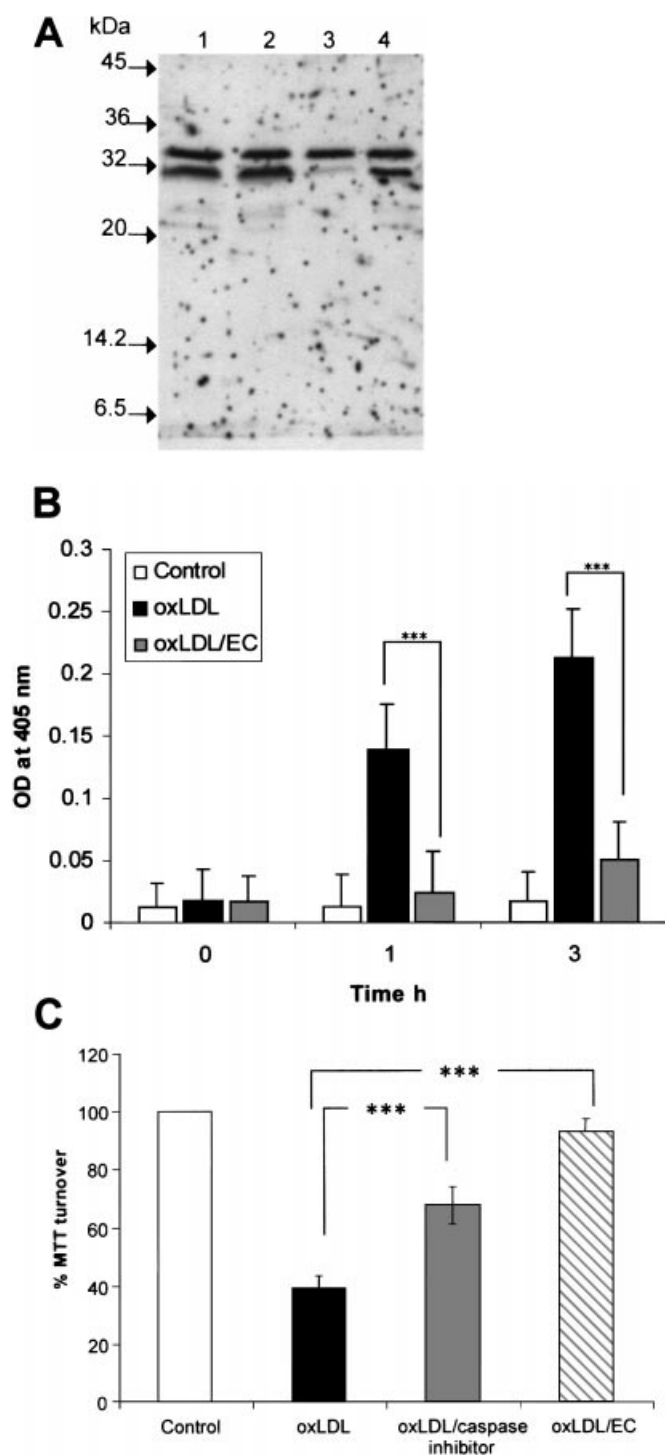 A
kDa
1 2 3 4
45
36
32
20
14.2
6.5
B
0.3
0.25
0.2
0.15
0.1
0.05
0
OD at 405 nm
Control
oxLDL
oxLDL/EC
***
***
0 1 3
Time h
C
120
100
80
60
40
20
0
% MTT turnover
***
***
Control oxLDL oxLDL/caspase inhibitor oxLDL/EC